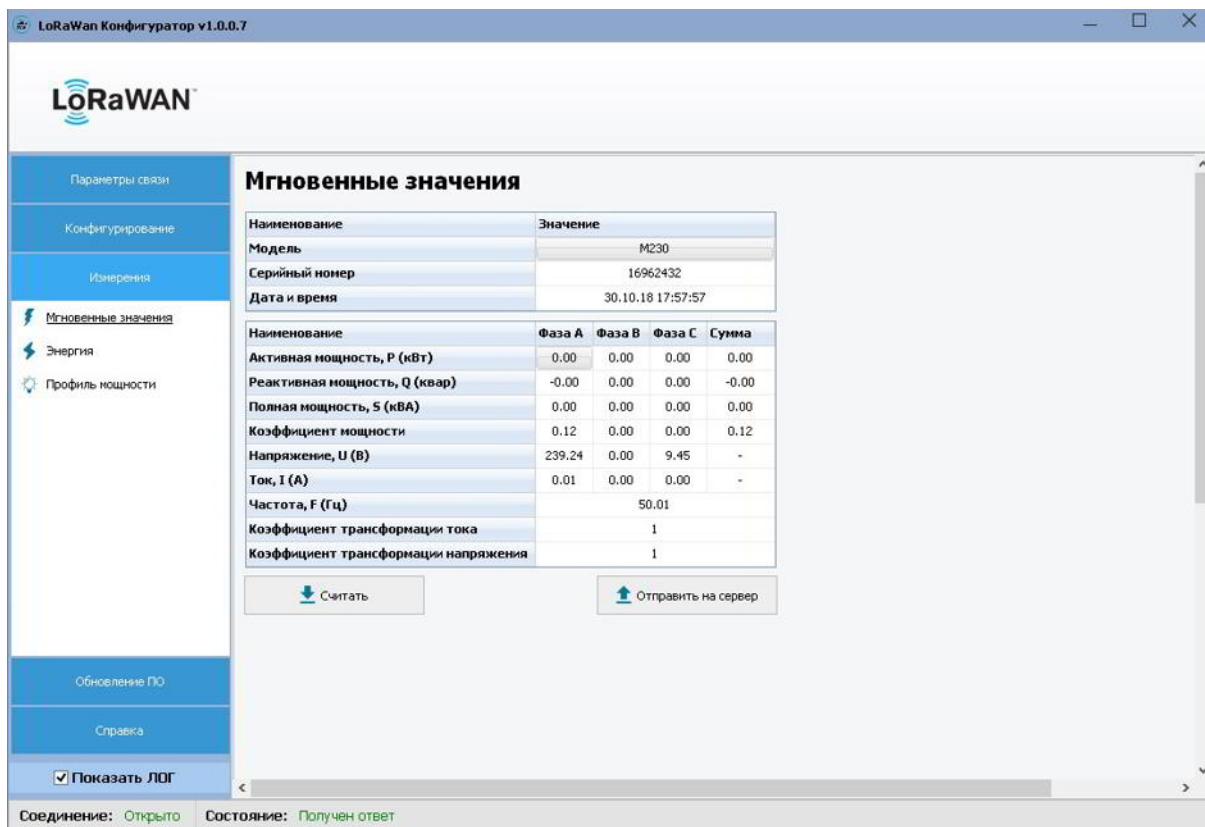 LoRaWan Конфигуратор v1.0.0.7
LoRaWAN™
Параметры связи
Конфигурирование
Измерения
Мгновенные значения
Энергия
Профиль мощности
Обновление ПО
Справка
Показать ЛОГ
Мгновенные значения
Наименование Значение
Модель M230
Серийный номер 16962432
Дата и время 30.10.18 17:57:57
Наименование Фаза A Фаза B Фаза C Сумма
Активная мощность, P (кВт) 0.00 0.00 0.00 0.00
Реактивная мощность, Q (квар) -0.00 0.00 0.00 -0.00
Полная мощность, S (кВА) 0.00 0.00 0.00 0.00
Коэффициент мощности 0.12 0.00 0.00 0.12
Напряжение, U (В) 239.24 0.00 9.45 -
Ток, I (А) 0.01 0.00 0.00 -
Частота, F (Гц) 50.01
Коэффициент трансформации тока 1
Коэффициент трансформации напряжения 1
Считать Отправить на сервер
Соединение: Открыто Состояние: Получен ответ